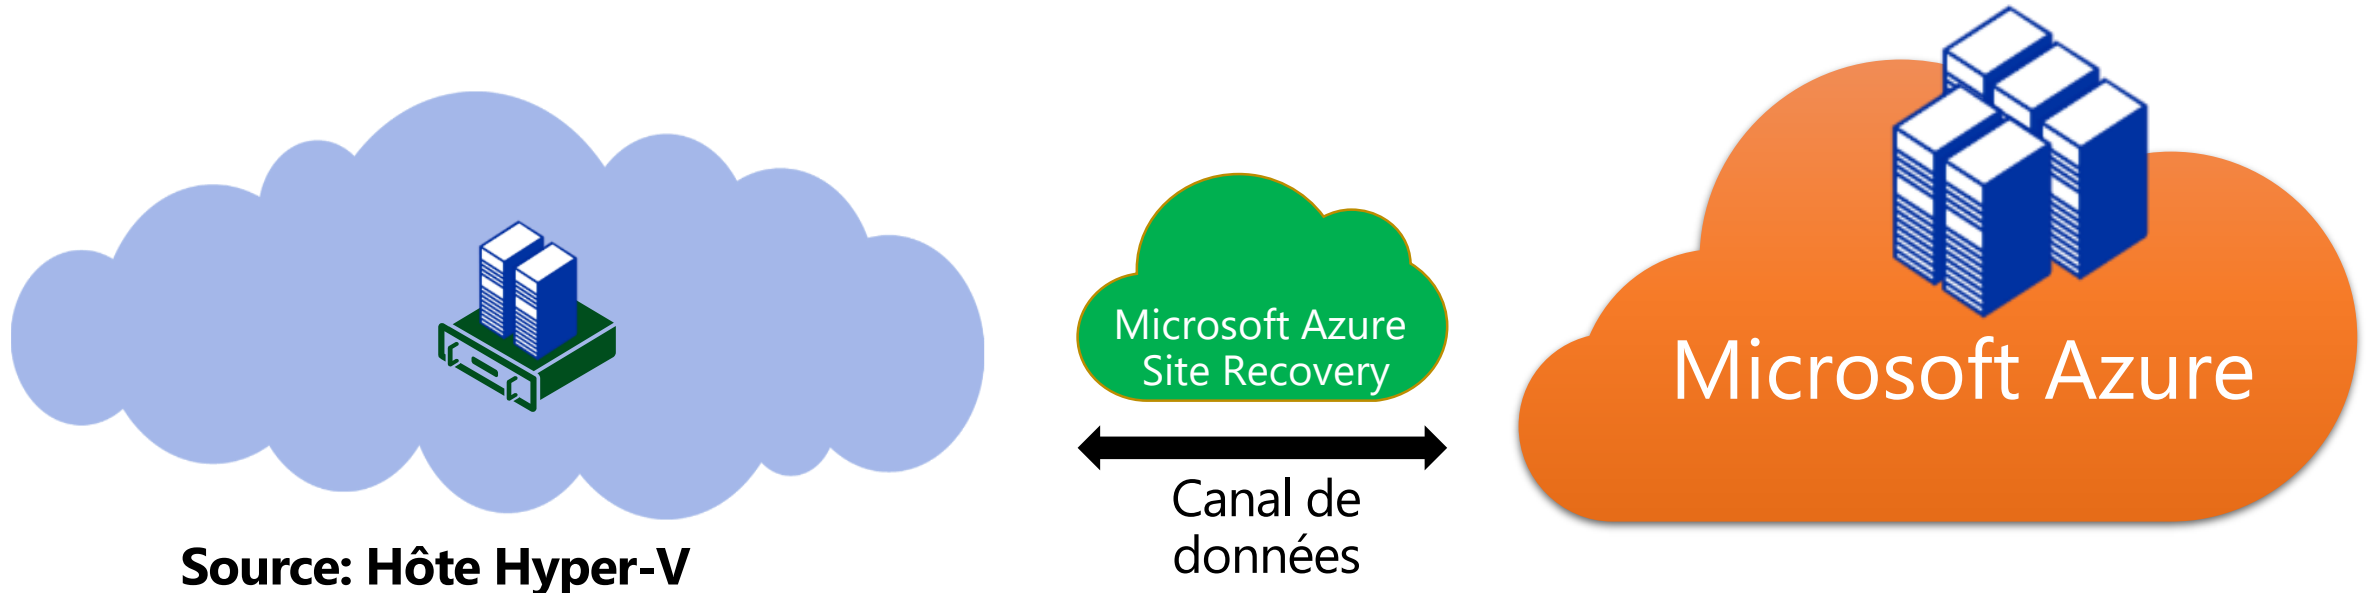 Microsoft Azure
Site Recovery
Microsoft Azure
Canal de
données
Source: Hôte Hyper-V